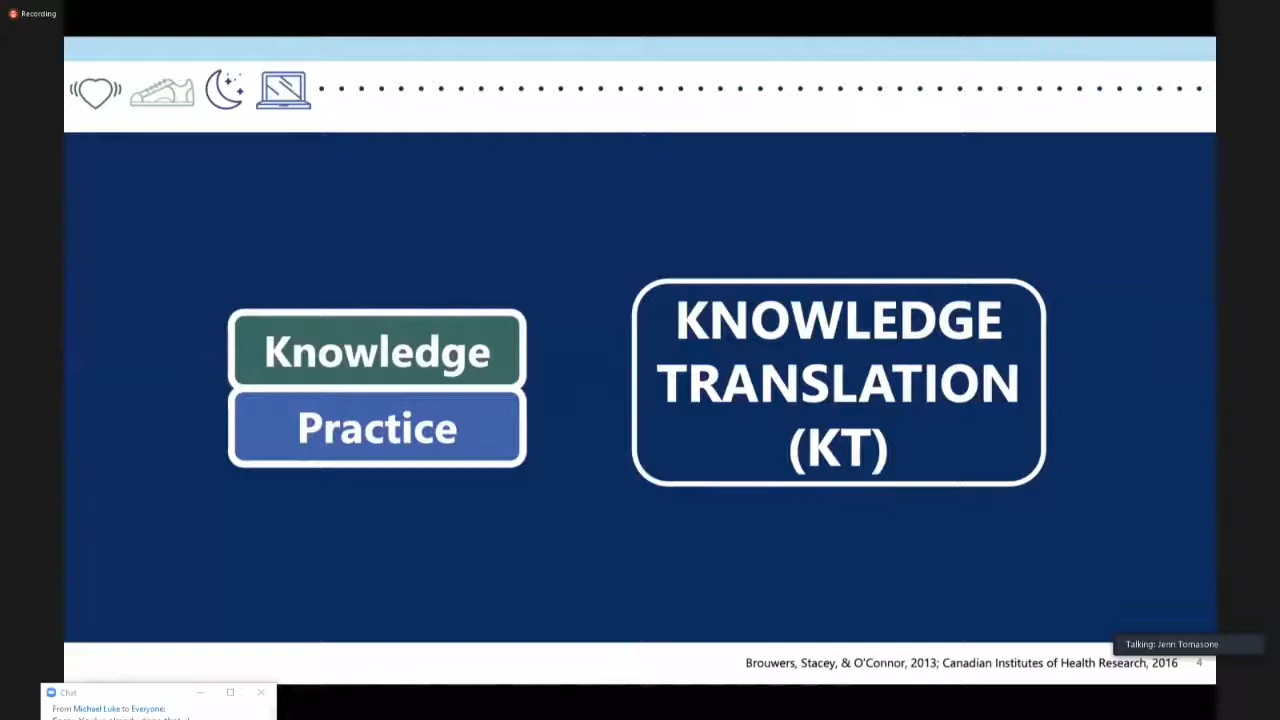 Recording
Knowledge
Practice
KNOWLEDGE
TRANSLATION
(KT)
Talking: Jenn Tomasone
Brouwers, Stacey, & O'Connor, 2013; Canadian Institutes of Health Research, 2016
4
Chat
From Michael Luke to Everyone: